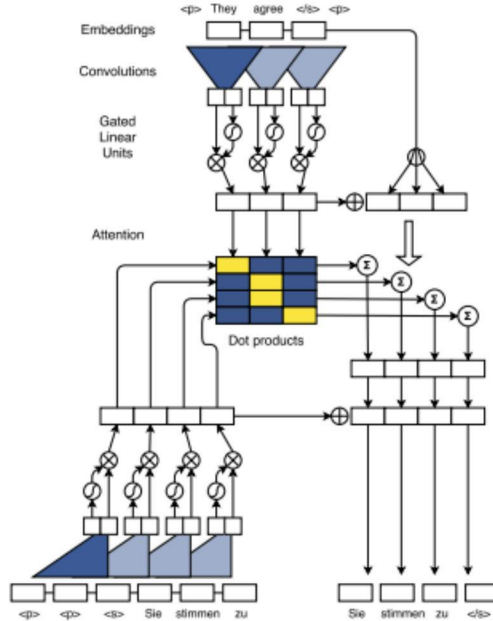 <p> They agree </s> <p>
Embeddings
Convolutions
Gated
Linear
Units
Attention
Σ
Σ
Σ
Σ
Dot products
<p> <p> <s> Sie stimmen zu
Sie stimmen zu </s>